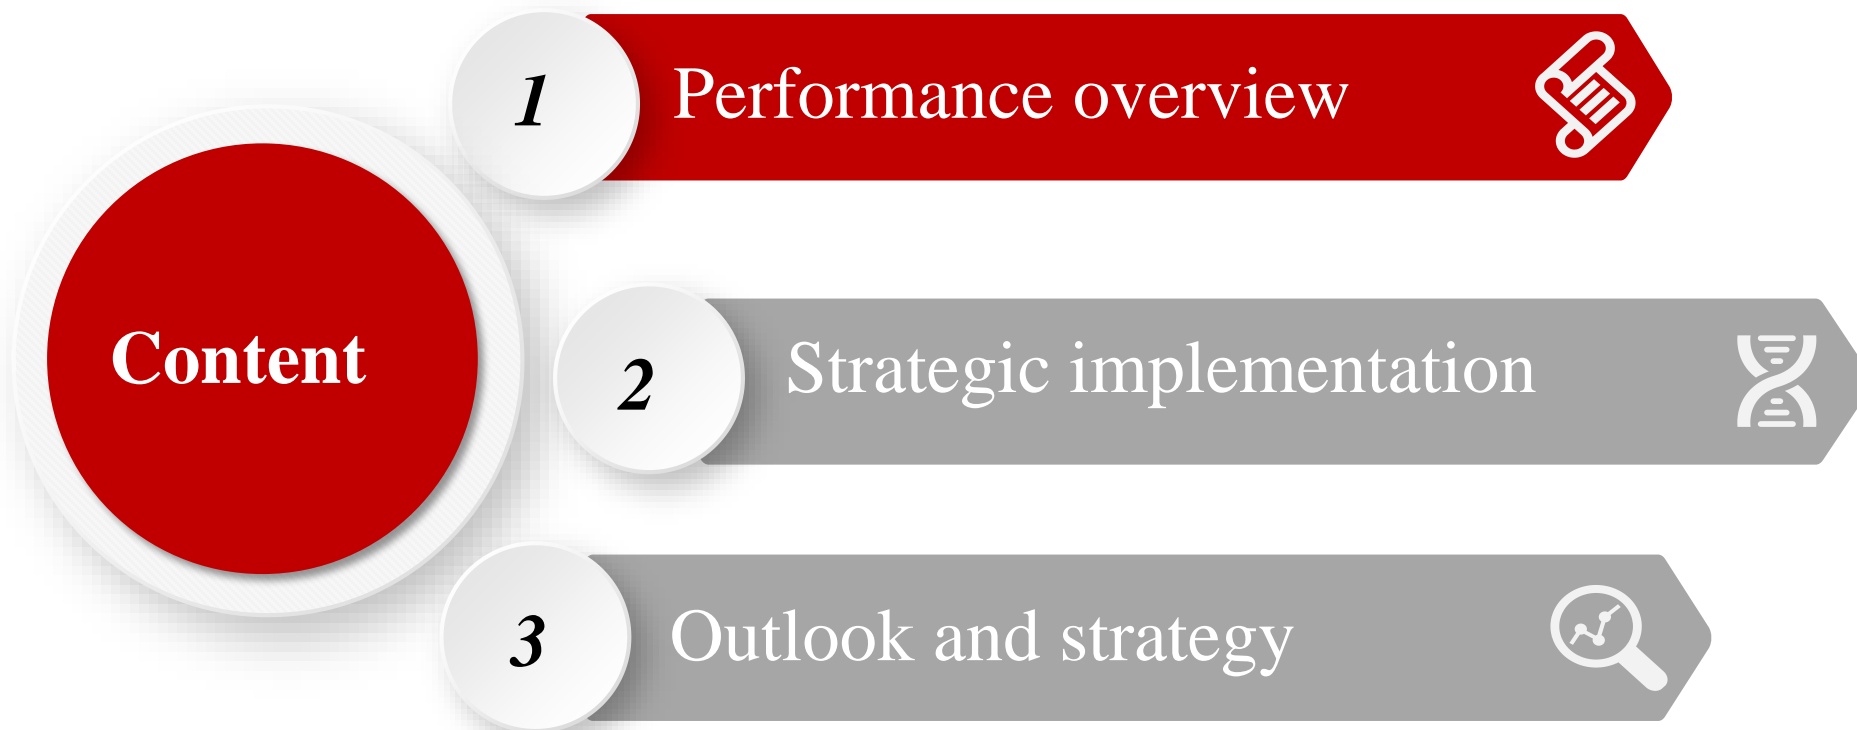 Content
1
Performance overview
2
Strategic implementation
3
Outlook and strategy